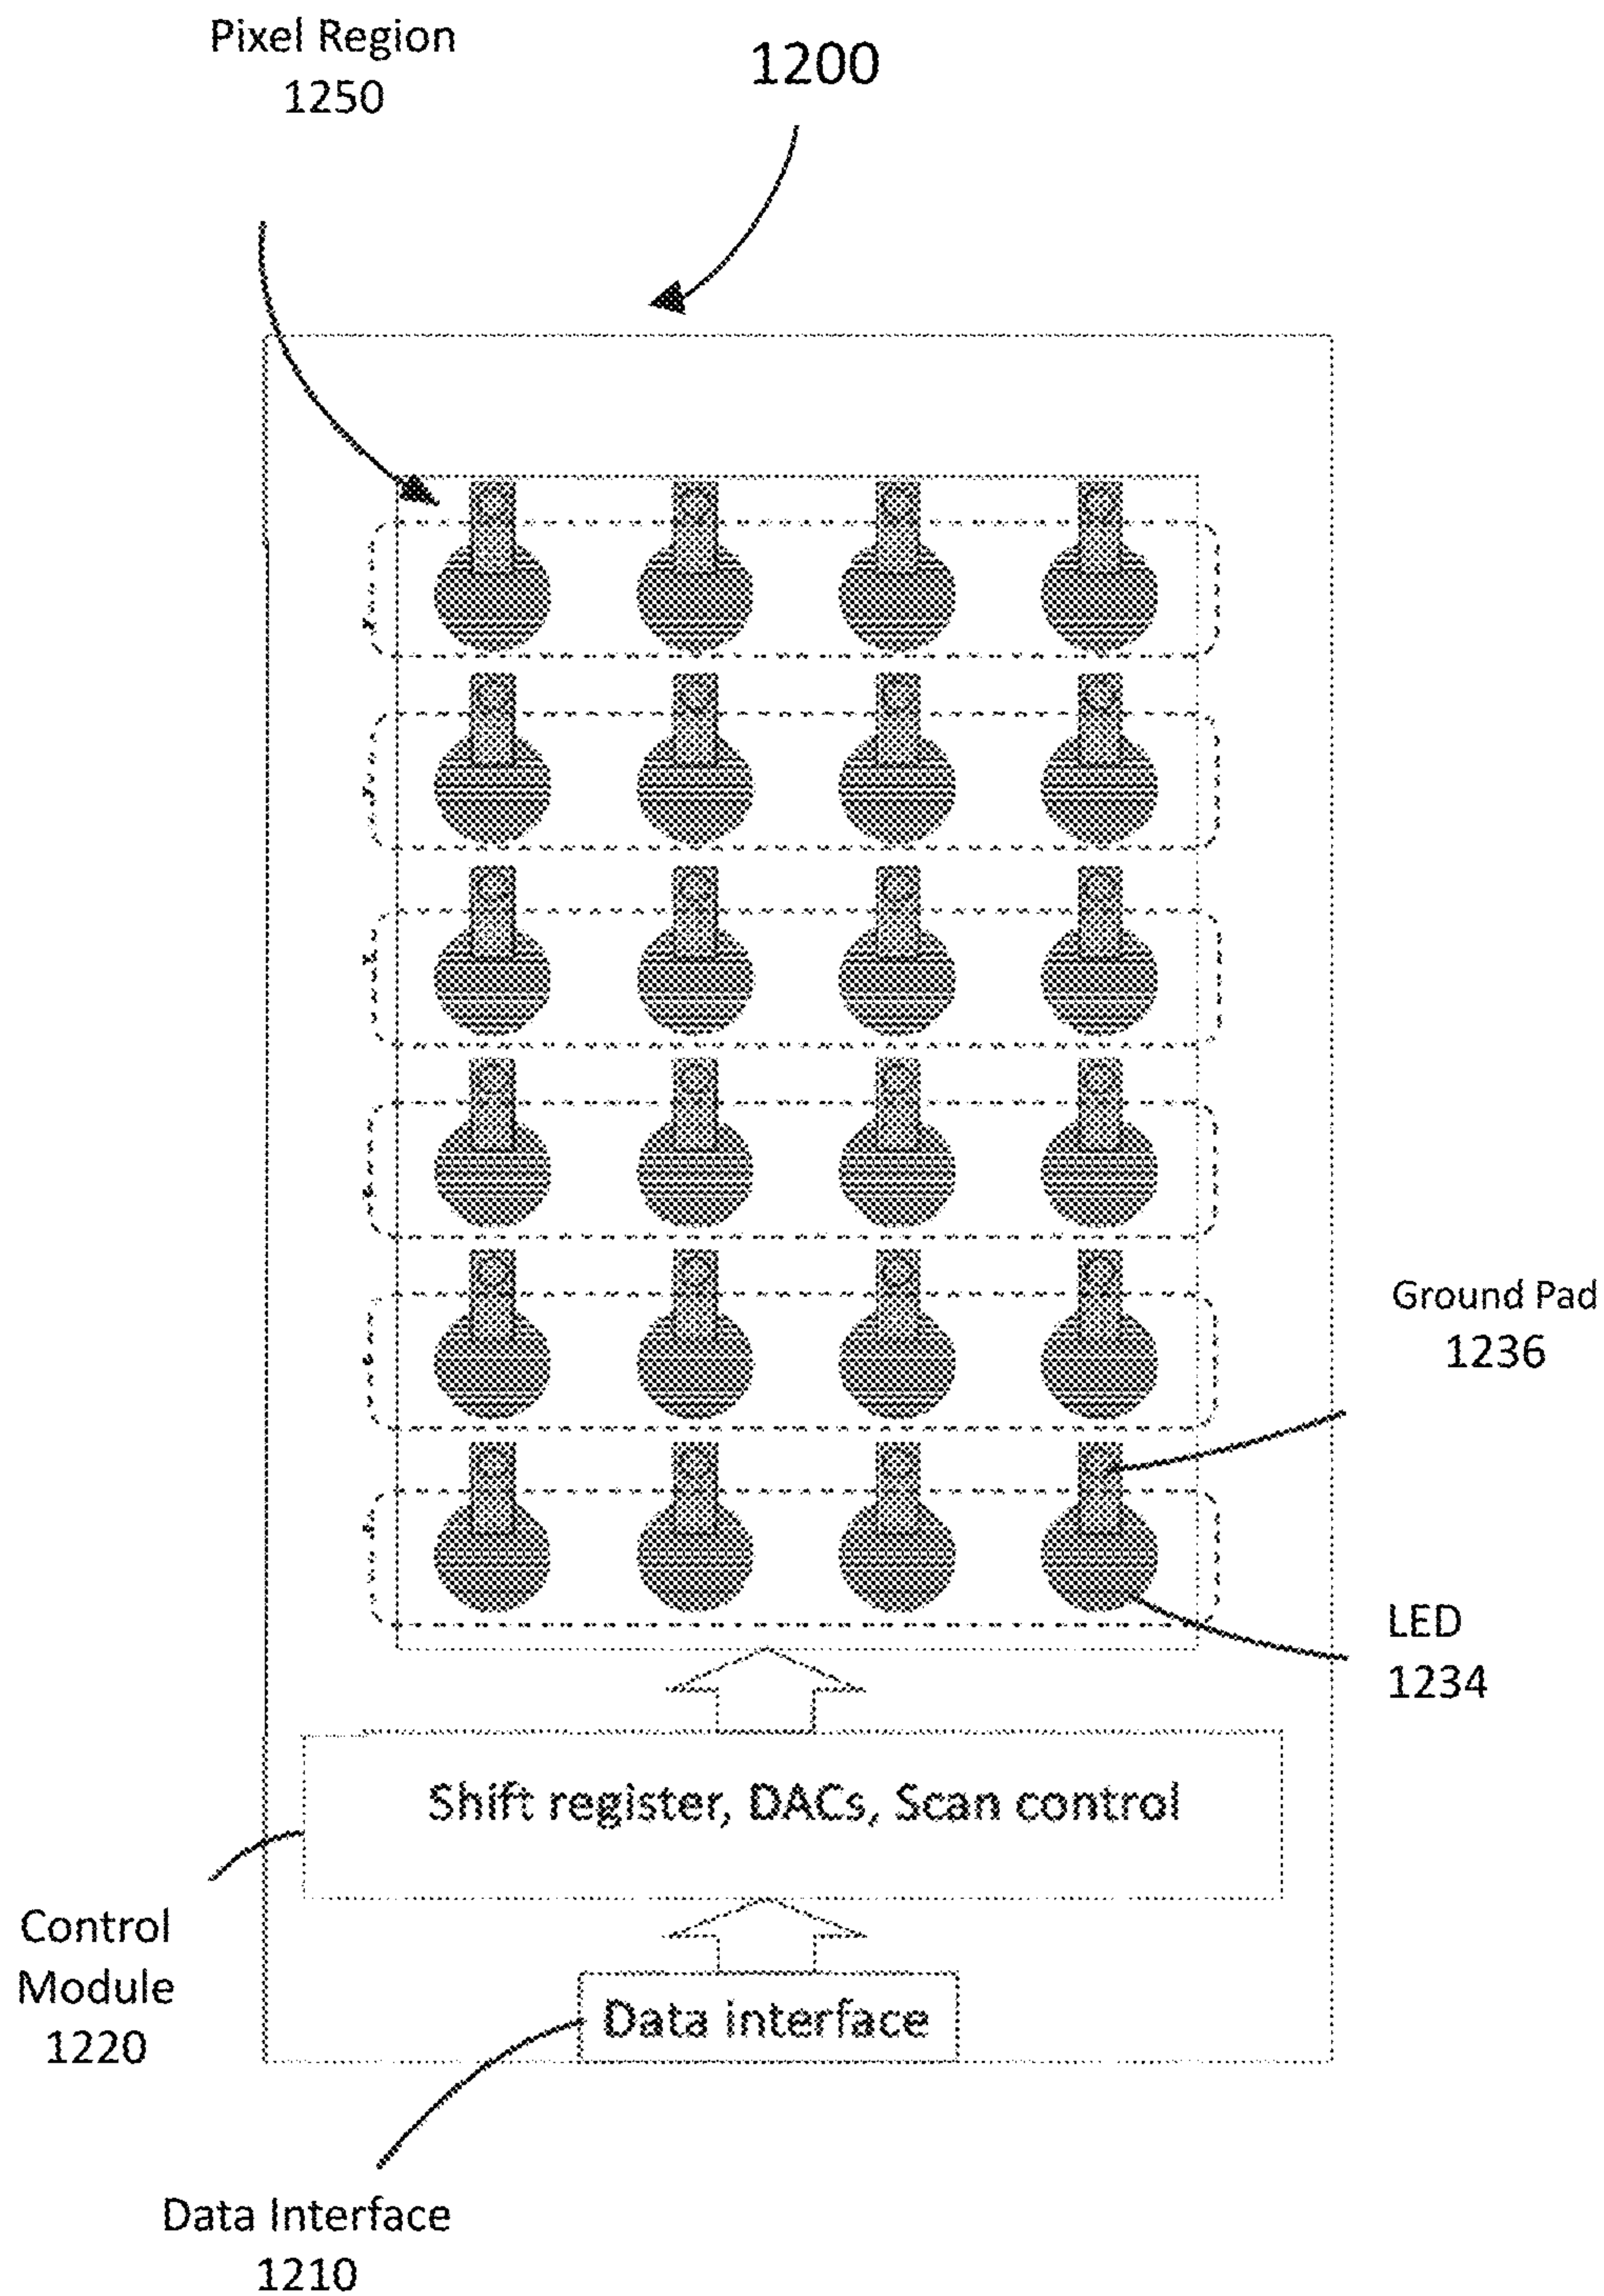 Pixel Region
1250
1200
Ground Pad
1236
LED
1234
Shift register, DACs, Scan control
Control
Module
1220
Data interface
Data Interface
1210